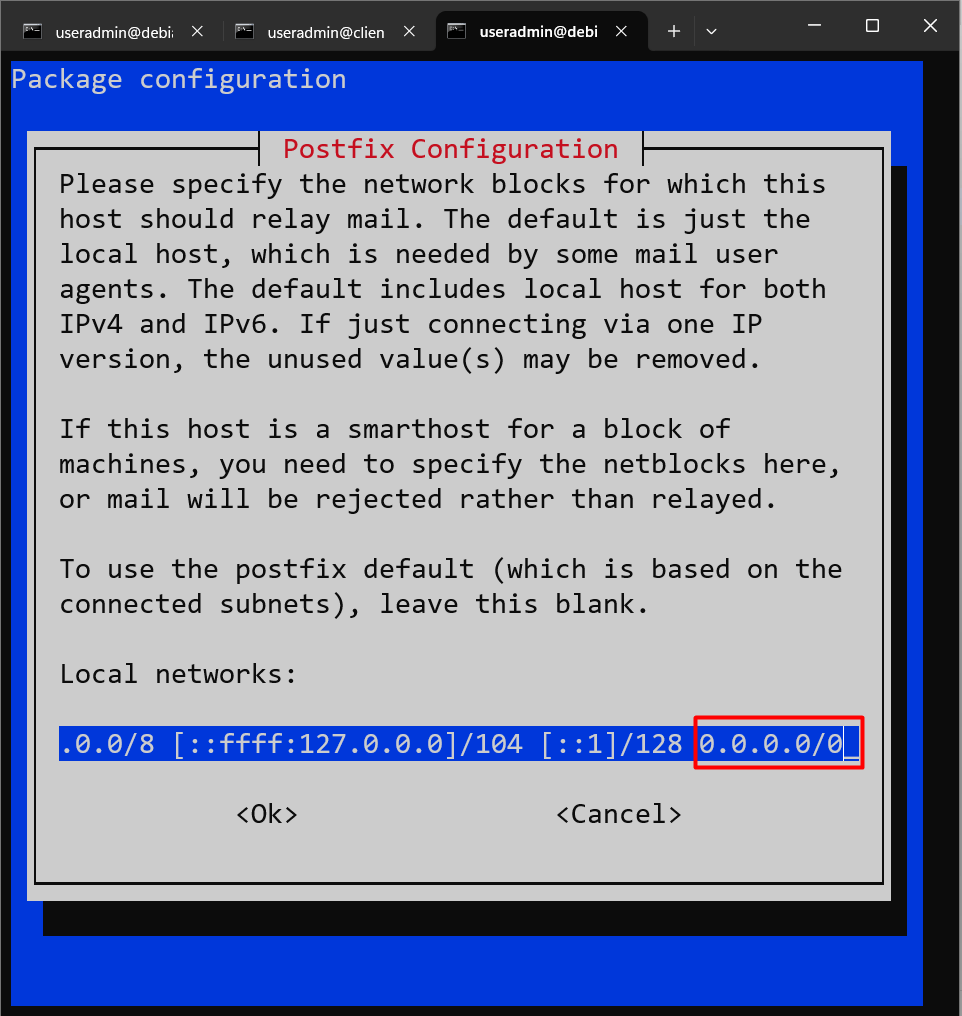 useradmin@debi
useradmin@clien
useradmin@debi
Package configuration
Postfix Configuration
Please specify the network blocks for which this
host should relay mail. The default is just the
local host, which is needed by some mail user
agents. The default includes local host for both
IPv4 and IPv6. If just connecting via one IP
version, the unused value(s) may be removed.
If this host is a smarthost for a block of
machines, you need to specify the netblocks here,
or mail will be rejected rather than relayed.
To use the postfix default (which is based on the
connected subnets), leave this blank.
Local networks:
.0.0/8 [::ffff:127.0.0.0]/104 [::1]/128 0.0.0.0/0_
<Ok> <Cancel>